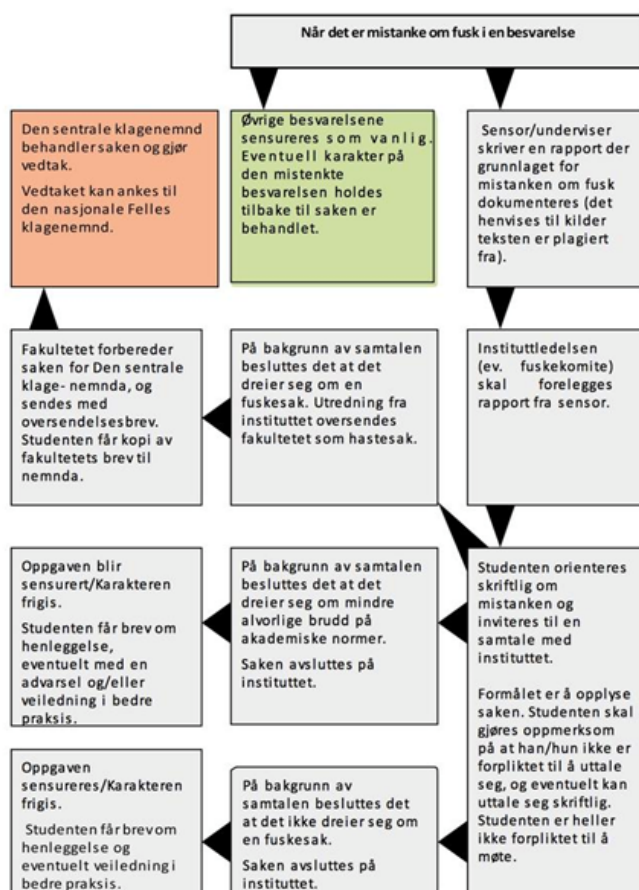 Når det er mistanke om fusk i en besvarelse
Den sentrale klagenemnd
behandler saken og gjør
vedtak.
Vedtaket kan ankes til
den nasjonale Felles
klagenemnd.
Øvrige besvarelsene
sensureres som vanlig.
Eventuell karakter på
den mistenkte
besvarelsen holdes
tilbake til saken er
behandlet.
Sensor/underviser
skriver en rapport der
grunnlaget for
mistanken om fusk
dokumenteres (det
henvises til kilder
teksten er plagiert
fra).
Fakultetet forbereder
saken for Den sentrale
klage- nemnda, og
sendes med
oversendelsesbrev.
Studenten får kopi av
fakultetets brev til
nemnda.
På bakgrunn av samtalen
besluttes det at det
dreier seg om en
fuskesak. Utredning fra
instituttet oversendes
fakultetet som hastesak.
Instituttledelsen
(ev. fuskekomite)
skal forelegges
rapport fra sensor.
Oppgaven blir
sensurert/Karakteren
frigis.
Studenten får brev om
henleggelse,
eventuelt med en
advarsel og/eller
veiledning i bedre
praksis.
På bakgrunn av samtalen
besluttes det at det
dreier seg om mindre
alvorlige brudd på
akademiske normer.
Saken avsluttes på
instituttet.
Studenten orienteres
skriftlig om
mistanken og
inviteres til en
samtale med
instituttet.
Formålet er å opplyse
saken. Studenten skal
gjøres oppmerksom
på at han/hun ikke er
forpliktet til å uttale
seg, og eventuelt kan
uttale seg skriftlig.
Studenten er heller
ikke forpliktet til å
møte.
Oppgaven
sensureres/Karakteren
frigis.
Studenten får brev om
henleggelse og
eventuelt veiledning i
bedre praksis.
På bakgrunn av
samtalen besluttes det
at det ikke dreier seg om
en fuskesak.
Saken avsluttes på
instituttet.